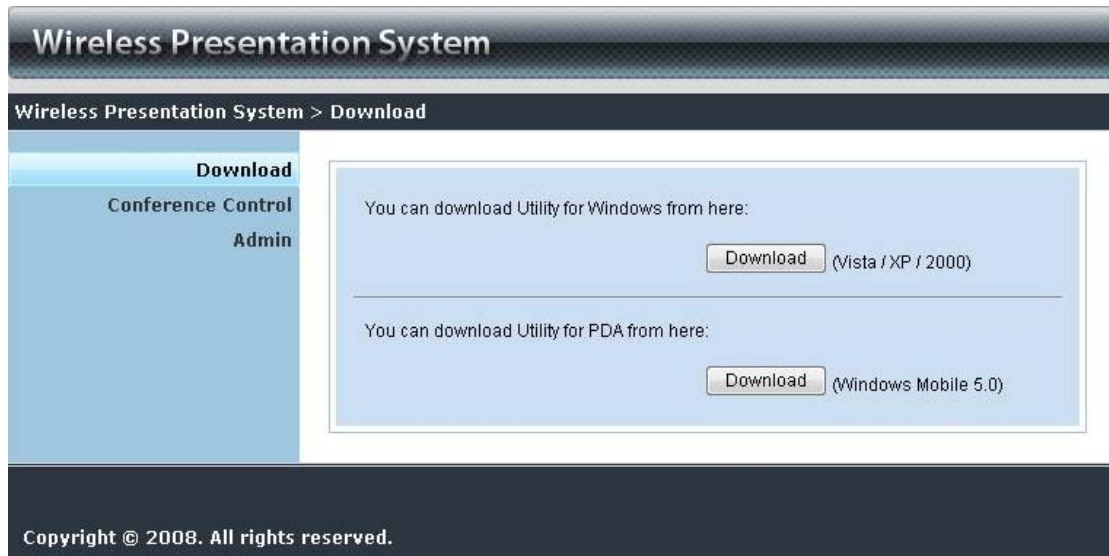 Wireless Presentation System
Wireless Presentation System > Download
Download
Conference Control
Admin
You can download Utility for Windows from here:
Download (Vista / XP / 2000)
You can download Utility for PDA from here:
Download (Windows Mobile 5.0)
Copyright © 2008. All rights reserved.